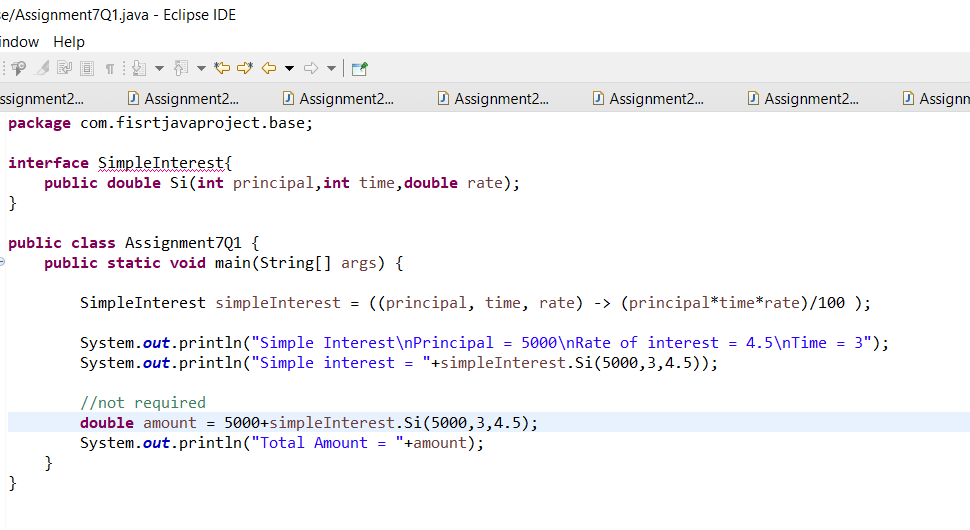 se/Assignment7Q1.java - Eclipse IDE
indow Help
ssignment2... Assignment2... Assignment2... Assignment2... Assignment2... Assignment2... Assignm
package com.fisrtjavaproject.base;
interface SimpleInterest{
public double Si(int principal,int time,double rate);
}
public class Assignment7Q1 {
public static void main(String[] args) {
SimpleInterest simpleInterest = ((principal, time, rate) -> (principal*time*rate)/100 );
System.out.println("Simple Interest\nPrincipal = 5000\nRate of interest = 4.5\nTime = 3");
System.out.println("Simple interest = "+simpleInterest.Si(5000,3,4.5));
//not required
double amount = 5000+simpleInterest.Si(5000,3,4.5);
System.out.println("Total Amount = "+amount);
}
}